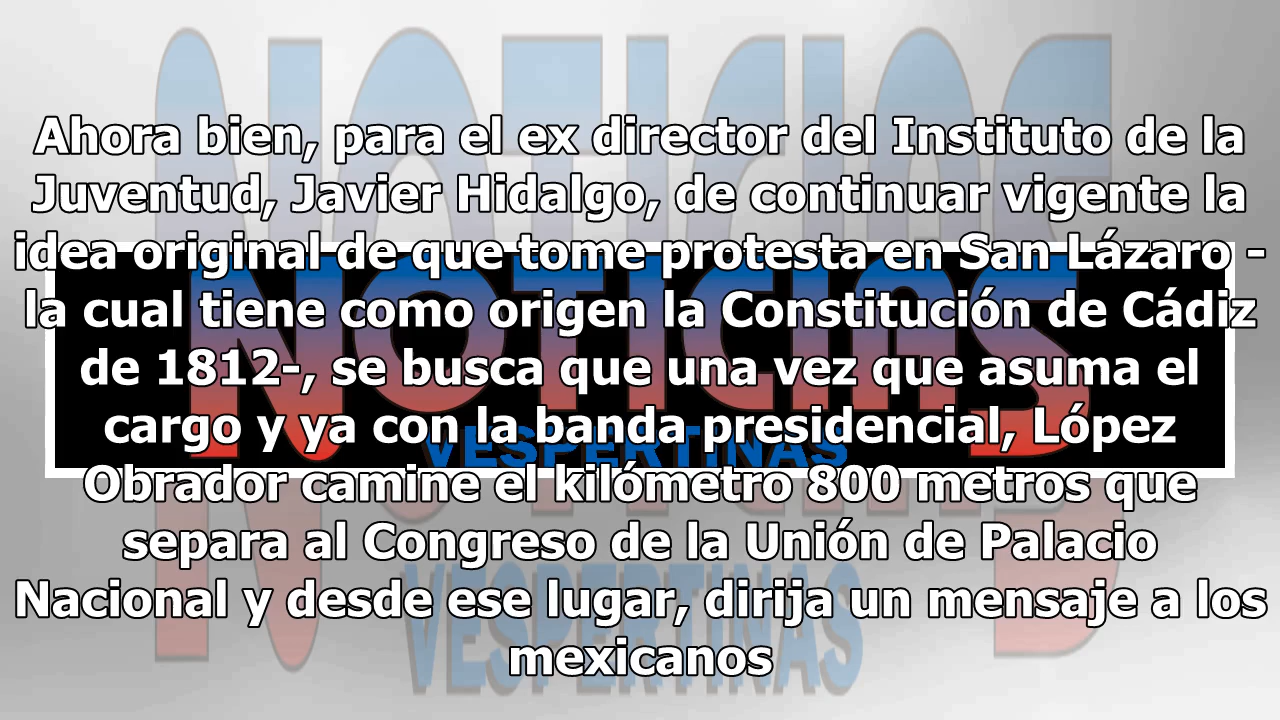 Ahora bien, para el ex director del Instituto de la
Juventud, Javier Hidalgo, de continuar vigente la
idea original de que tome protesta en San Lázaro -
la cual tiene como origen la Constitución de Cádiz
de 1812-, se busca que una vez que asuma el
cargo y ya con la banda presidencial, López
Obrador camine el kilómetro 800 metros que
separa al Congreso de la Unión de Palacio
Nacional y desde ese lugar, dirija un mensaje a los
mexicanos
NOTICIAS
VESPERTINAS
NOTICIAS
VESPERTINAS